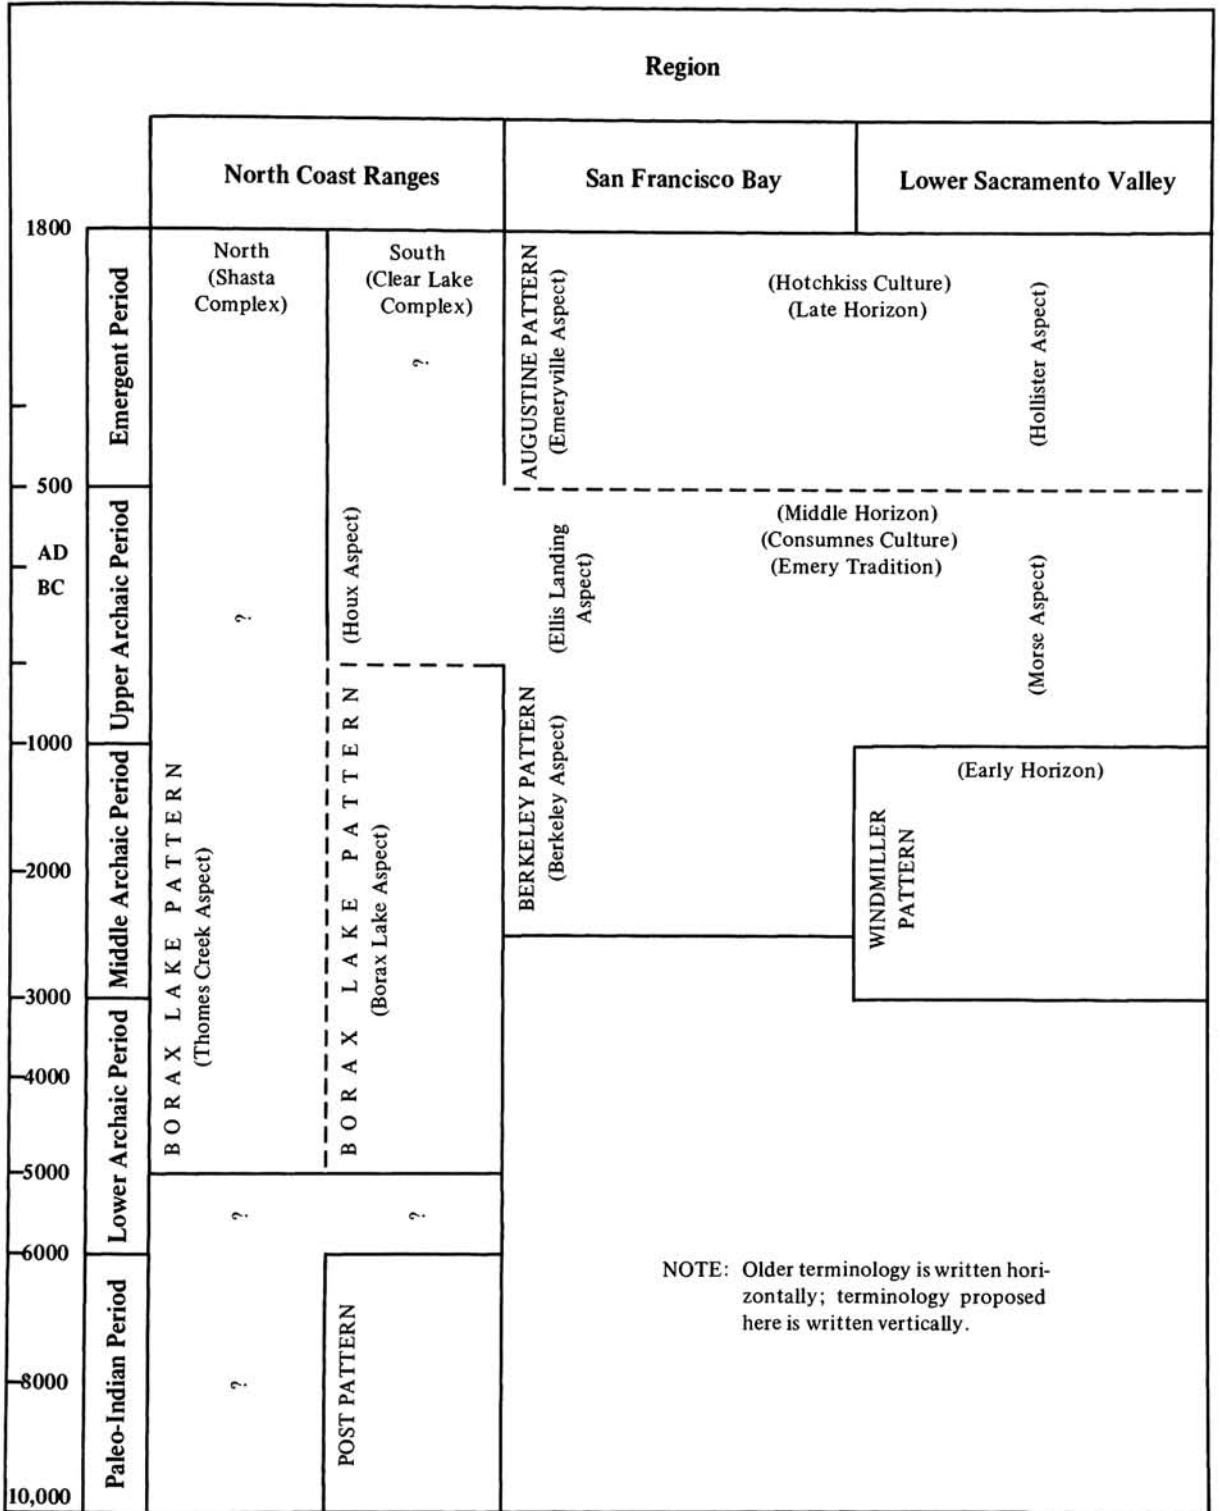 Region
North Coast Ranges
San Francisco Bay
Lower Sacramento Valley
1800
500
AD
BC
1000
2000
3000
4000
5000
6000
8000
10,000
Emergent Period
Upper Archaic Period
Middle Archaic Period
Lower Archaic Period
Paleo-Indian Period
North
(Shasta
Complex)
?
BORAX LAKE PATTERN
(Thomes Creek Aspect)
?
?
South
(Clear Lake
Complex)
?
(Houx Aspect)
BORAX LAKE PATTERN
(Borax Lake Aspect)
?
POST PATTERN
AUGUSTINE PATTERN
(Emeryville Aspect)
(Hotchkiss Culture)
(Late Horizon)
(Hollister Aspect)
(Middle Horizon)
(Consumnes Culture)
(Emery Tradition)
(Ellis Landing
Aspect)
(Morse Aspect)
BERKELEY PATTERN
(Berkeley Aspect)
(Early Horizon)
WINDMILLER
PATTERN
NOTE: Older terminology is written hori-
zontally; terminology proposed
here is written vertically.